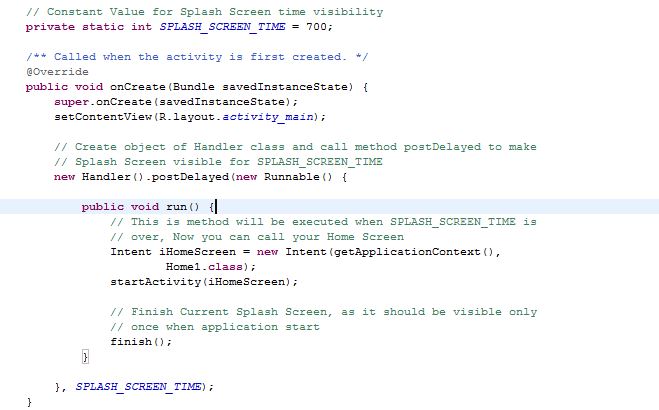 // Constant Value for Splash Screen time visibility
private static int SPLASH_SCREEN_TIME = 700;
/** Called when the activity is first created. */
@Override
public void onCreate(Bundle savedInstanceState) {
super.onCreate(savedInstanceState);
setContentView(R.layout.activity_main);
// Create object of Handler class and call method postDelayed to make
// Splash Screen visible for SPLASH_SCREEN_TIME
new Handler().postDelayed(new Runnable() {
public void run() {
// This is method will be executed when SPLASH_SCREEN_TIME is
// over, Now you can call your Home Screen
Intent iHomeScreen = new Intent(getApplicationContext(),
Home1.class);
startActivity(iHomeScreen);
// Finish Current Splash Screen, as it should be visible only
// once when application start
finish();
}
}, SPLASH_SCREEN_TIME);
}